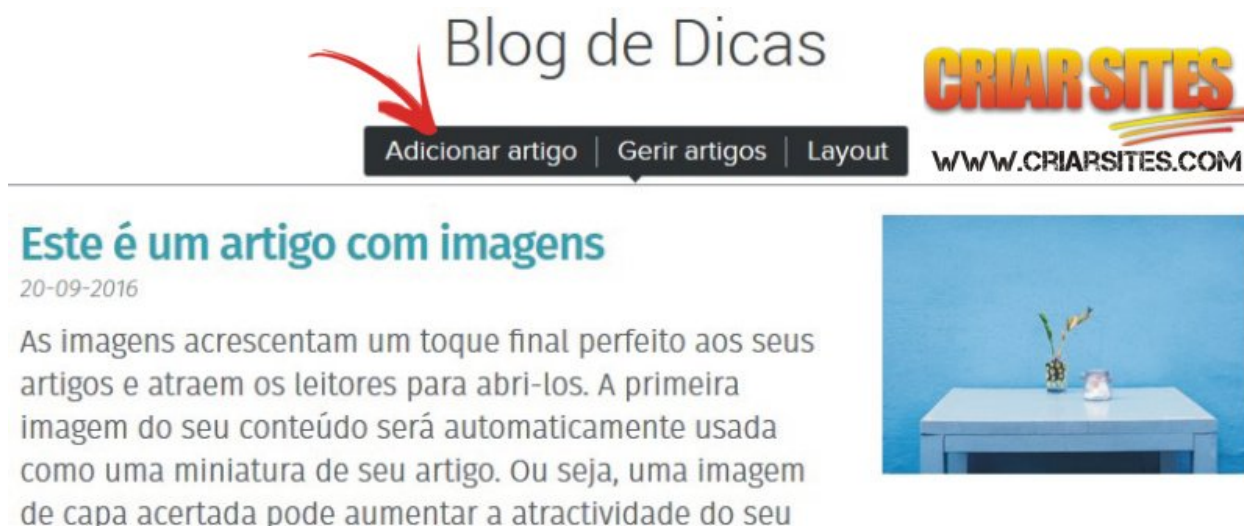 Blog de Dicas
CRIAR SITES
WWW.CRIARSITES.COM
Adicionar artigo | Gerir artigos | Layout
Este é um artigo com imagens
20-09-2016
As imagens acrescentam um toque final perfeito aos seus
artigos e atraem os leitores para abri-los. A primeira
imagem do seu conteúdo será automaticamente usada
como uma miniatura de seu artigo. Ou seja, uma imagem
de capa acertada pode aumentar a atractividade do seu